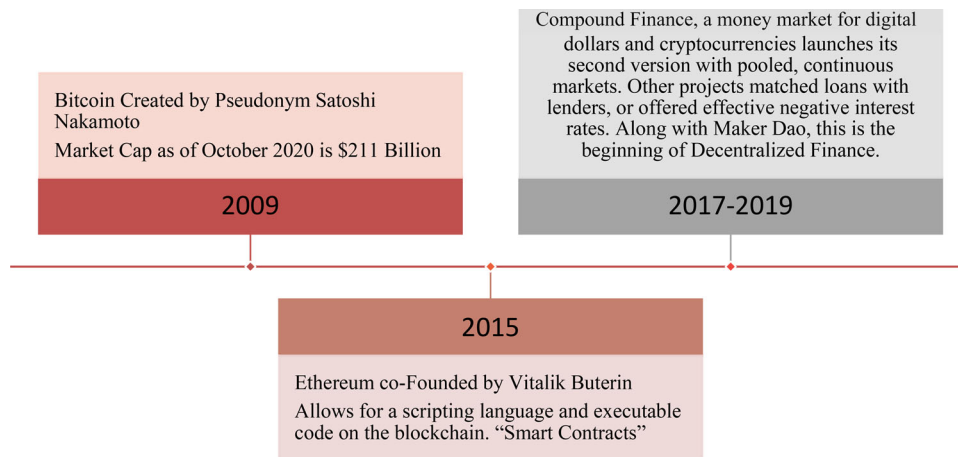 Bitcoin Created by Pseudonym Satoshi
Nakamoto
Market Cap as of October 2020 is $211 Billion
2009
2015
Ethereum co-Founded by Vitalik Buterin
Allows for a scripting language and executable
code on the blockchain. “Smart Contracts”
Compound Finance, a money market for digital
dollars and cryptocurrencies launches its
second version with pooled, continuous
markets. Other projects matched loans with
lenders, or offered effective negative interest
rates. Along with Maker Dao, this is the
beginning of Decentralized Finance.
2017-2019